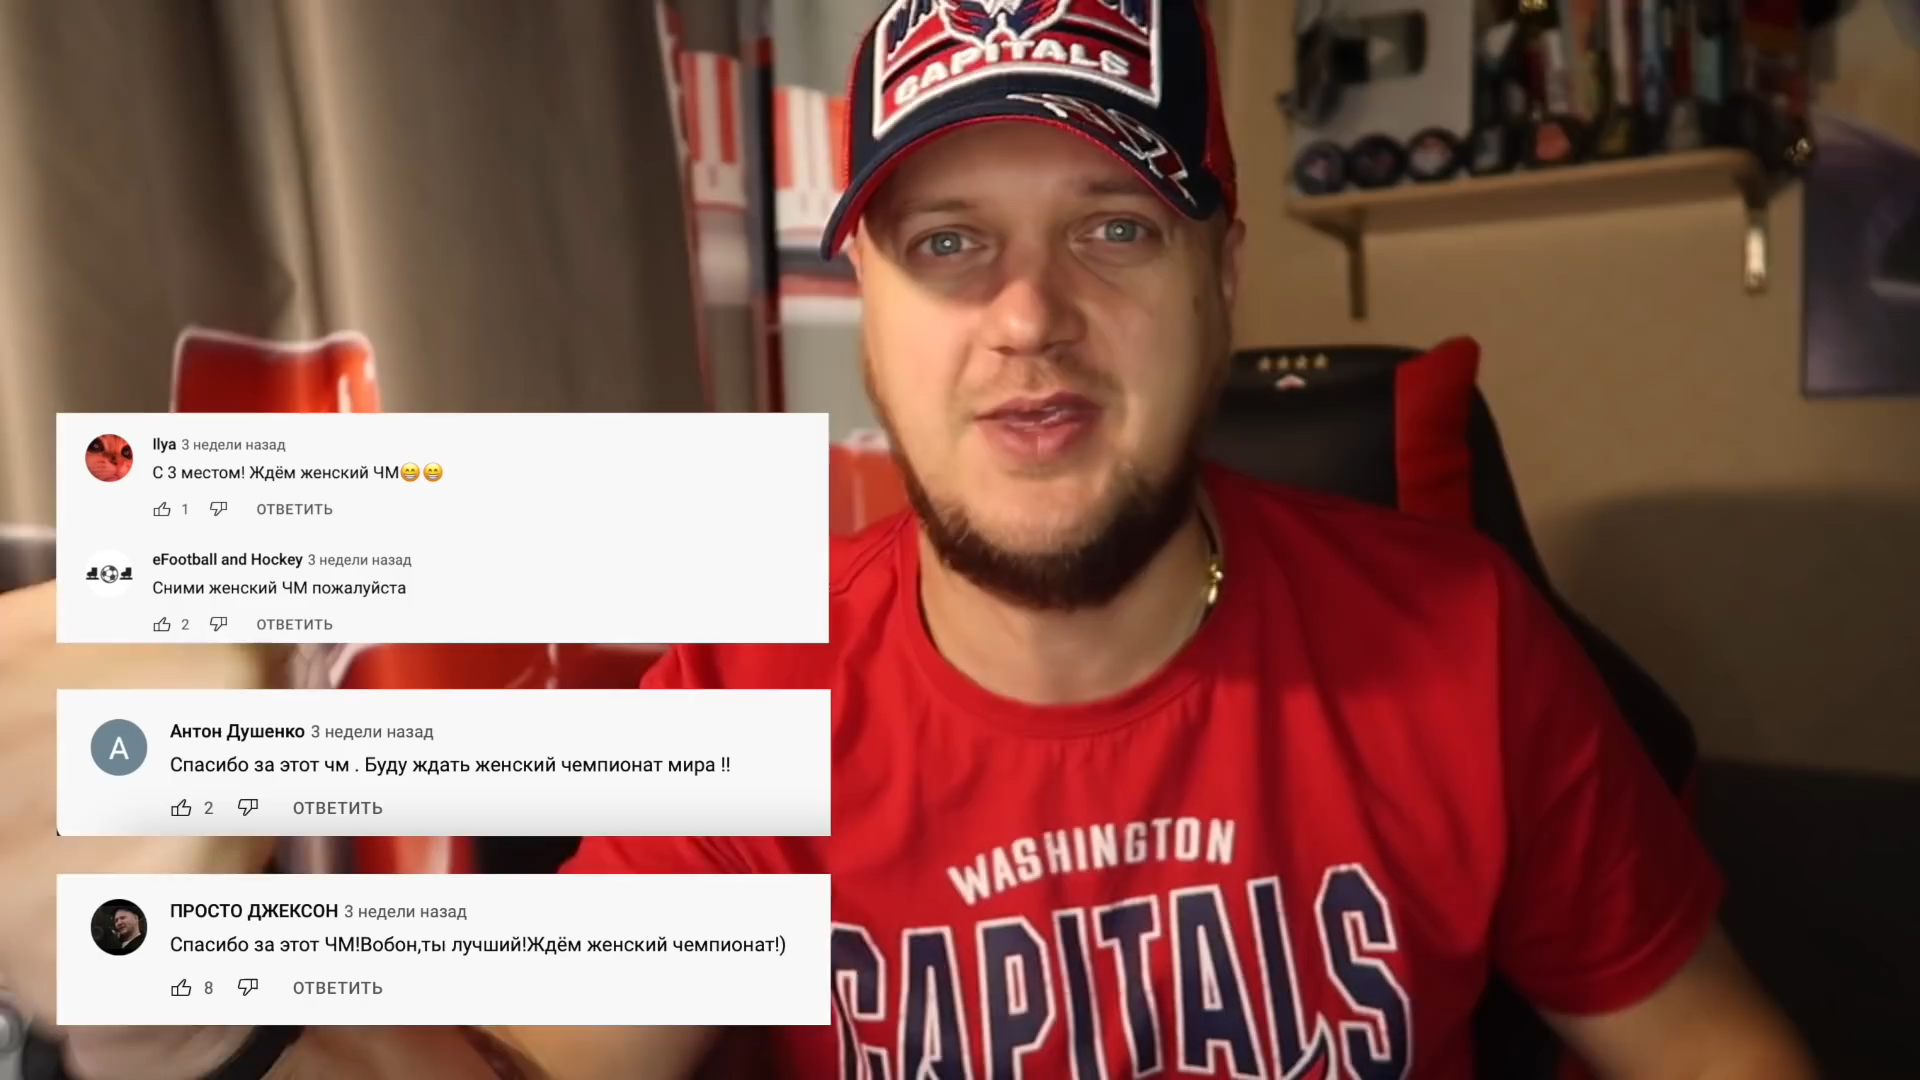 CAPITALS
Ilya 3 недели назад
С 3 местом! Ждём женский ЧМ😁😁
1 ОТВЕТИТЬ
eFootball and Hockey 3 недели назад
Сними женский ЧМ пожалуйста
2 ОТВЕТИТЬ
Антон Душенко 3 недели назад
A
Спасибо за этот чм . Буду ждать женский чемпионат мира !!
2 ОТВЕТИТЬ
ПРОСТО ДЖЕКСОН 3 недели назад
Спасибо за этот ЧМ!Вобон,ты лучший!Ждём женский чемпионат!)
8 ОТВЕТИТЬ
WASHINGTON
CAPITALS